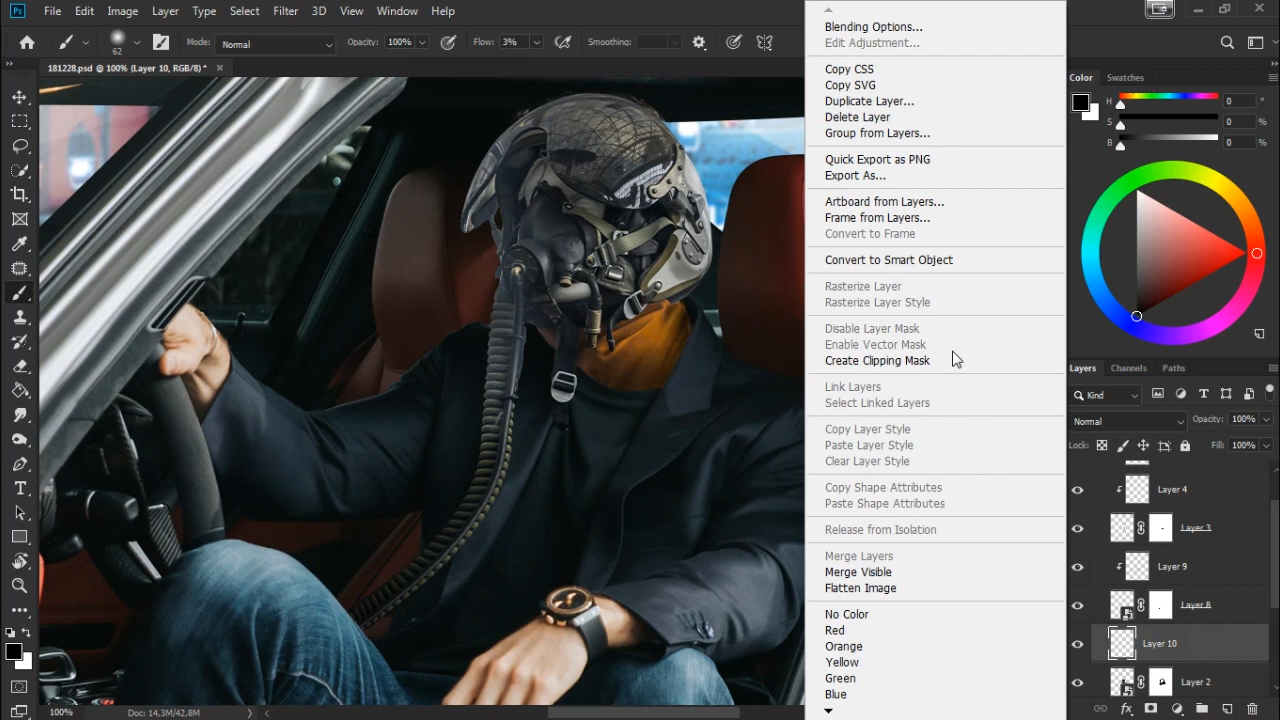 Ps File Edit Image Layer Type Select Filter 3D View Window Help
62 Mode: Normal Opacity: 100% Flow: 3% Smoothing:
181228.psd @ 100% (Layer 10, RGB/8) * ×
Blending Options...
Edit Adjustment...
Copy CSS
Copy SVG
Duplicate Layer...
Delete Layer
Group from Layers...
Quick Export as PNG
Export As...
Artboard from Layers...
Frame from Layers...
Convert to Frame
Convert to Smart Object
Rasterize Layer
Rasterize Layer Style
Disable Layer Mask
Enable Vector Mask
Create Clipping Mask
Link Layers
Select Linked Layers
Copy Layer Style
Paste Layer Style
Clear Layer Style
Copy Shape Attributes
Paste Shape Attributes
Release from Isolation
Merge Layers
Merge Visible
Flatten Image
No Color
Red
Orange
Yellow
Green
Blue
Color Swatches
H 0 °
S 0 %
B 0 %
Layers Channels Paths
Kind
Normal Opacity: 100%
Lock: Fill: 100%
Layer 4
Layer 3
Layer 9
Layer 8
Layer 10
Layer 2
100% Doc: 14,3M/42,8M